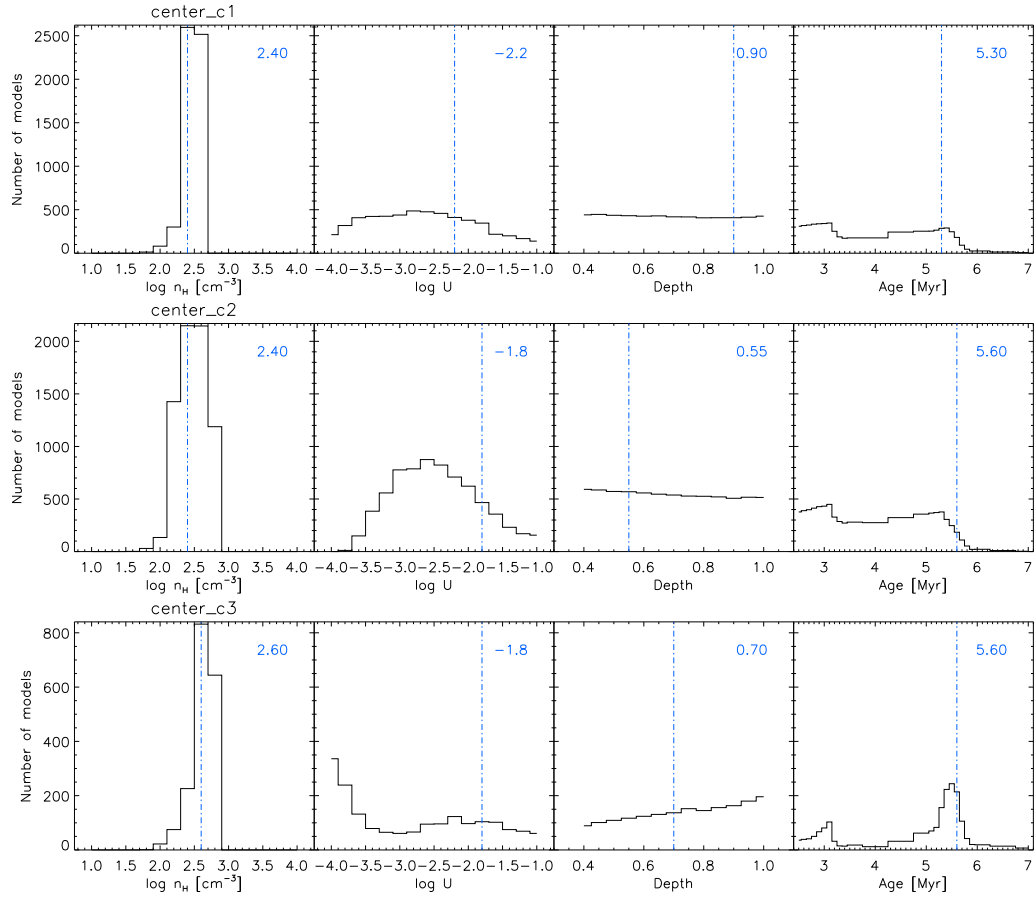 center_c1
Number of models
2500
2000
1500
1000
500
0
2.40
−2.2
0.90
5.30
1.0 1.5 2.0 2.5 3.0 3.5 4.0
−4.0−3.5−3.0−2.5−2.0−1.5−1.0
0.4 0.6 0.8 1.0
3 4 5 6 7
log n_H [cm^−3]
log U
Depth
Age [Myr]
center_c2
Number of models
2000
1500
1000
500
0
2.40
−1.8
0.55
5.60
1.0 1.5 2.0 2.5 3.0 3.5 4.0
−4.0−3.5−3.0−2.5−2.0−1.5−1.0
0.4 0.6 0.8 1.0
3 4 5 6 7
log n_H [cm^−3]
log U
Depth
Age [Myr]
center_c3
Number of models
800
600
400
200
0
2.60
−1.8
0.70
5.60
1.0 1.5 2.0 2.5 3.0 3.5 4.0
−4.0−3.5−3.0−2.5−2.0−1.5−1.0
0.4 0.6 0.8 1.0
3 4 5 6 7
log n_H [cm^−3]
log U
Depth
Age [Myr]